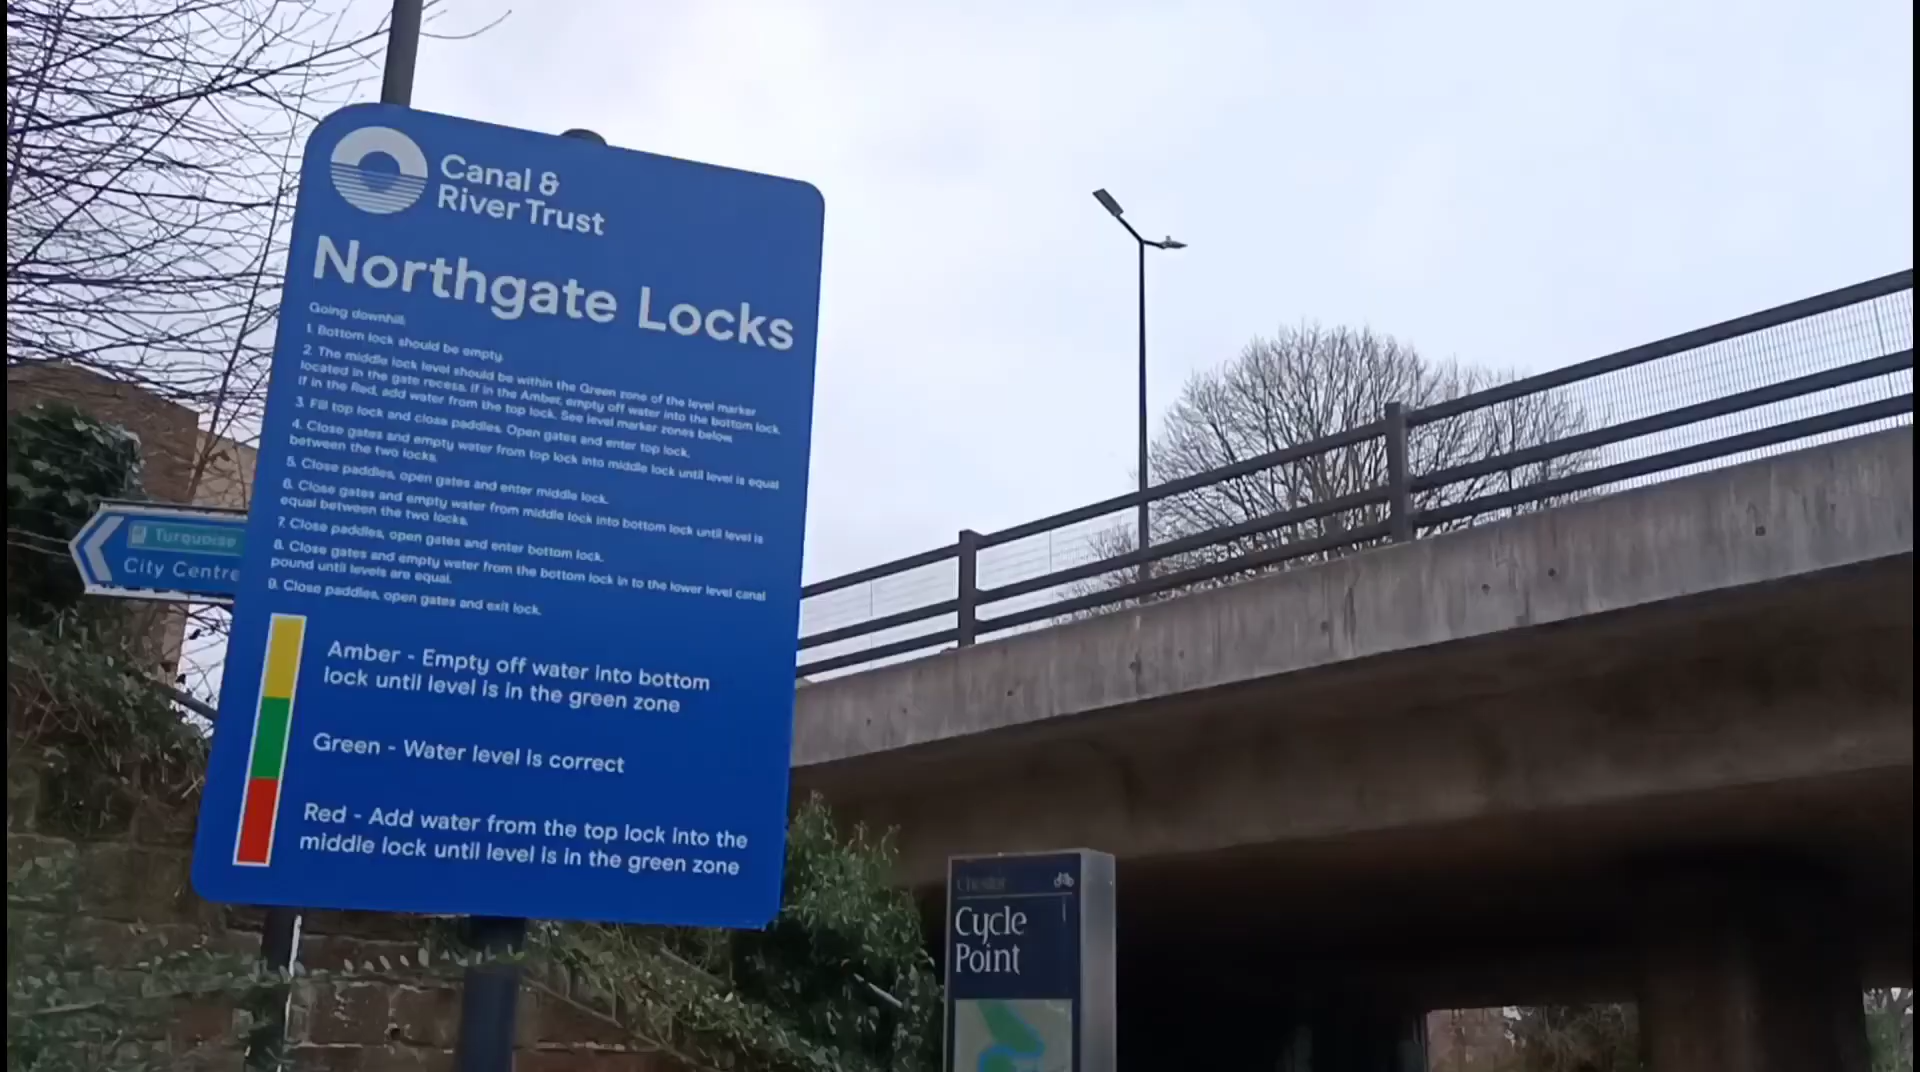 Canal &
River Trust
Northgate Locks
Going downhill.
1. Bottom lock should be empty.
2. The middle lock level should be within the Green zone of the level marker
located in the gate recess. If in the Amber, empty off water into the bottom lock.
If in the Red, add water from the top lock. See level marker zones below.
3. Fill top lock and close paddles. Open gates and enter top lock.
4. Close gates and empty water from top lock into middle lock until level is equal
between the two locks.
5. Close paddles, open gates and enter middle lock.
6. Close gates and empty water from middle lock into bottom lock until level is
equal between the two locks.
7. Close paddles, open gates and enter bottom lock.
8. Close gates and empty water from the bottom lock in to the lower level canal
pound until levels are equal.
9. Close paddles, open gates and exit lock.
Amber - Empty off water into bottom
lock until level is in the green zone
Green - Water level is correct
Red - Add water from the top lock into the
middle lock until level is in the green zone
Turquoise
City Centre
Chester
Cycle
Point